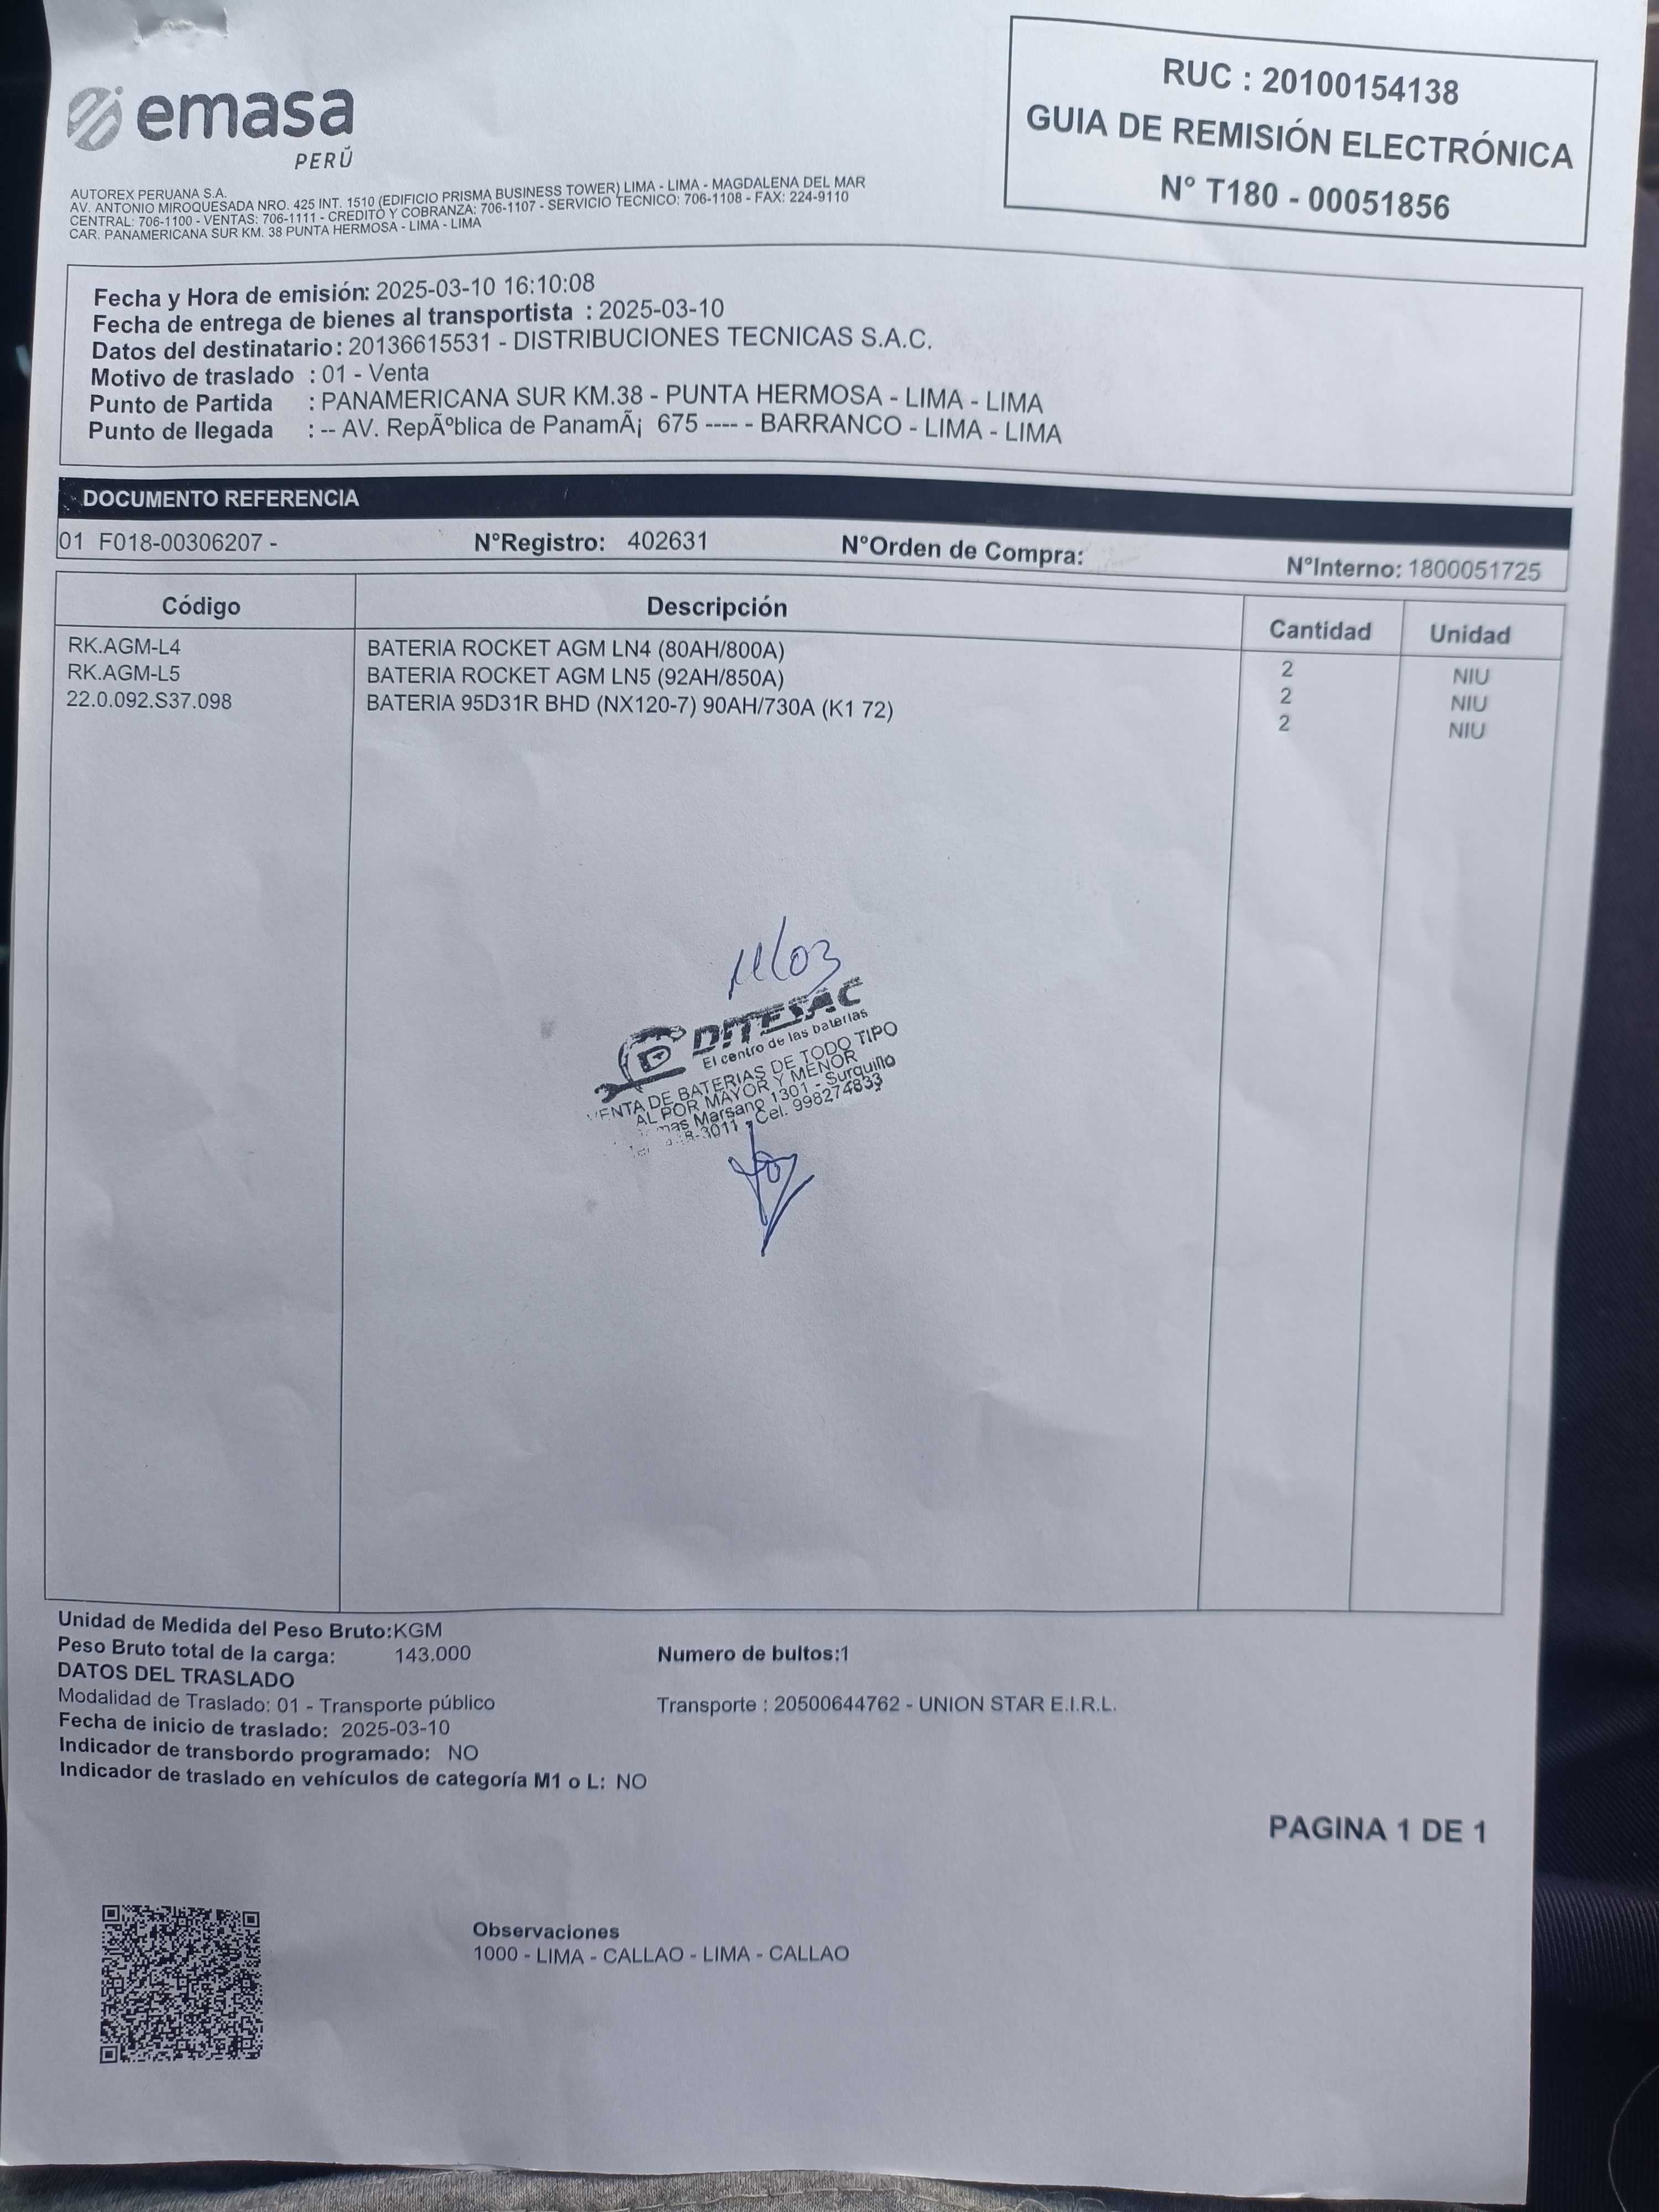 emasa
PERÚ
RUC : 20100154138
GUIA DE REMISIÓN ELECTRÓNICA
N° T180 - 00051856
AUTOREX PERUANA S.A.
AV. ANTONIO MIROQUESADA NRO. 425 INT. 1510 (EDIFICIO PRISMA BUSINESS TOWER) LIMA - LIMA - MAGDALENA DEL MAR
CENTRAL: 706-1100 - VENTAS: 706-1111 - CREDITO Y COBRANZA: 706-1107 - SERVICIO TECNICO: 706-1108 - FAX: 224-9110
CAR. PANAMERICANA SUR KM. 38 PUNTA HERMOSA - LIMA - LIMA
Fecha y Hora de emisión: 2025-03-10 16:10:08
Fecha de entrega de bienes al transportista : 2025-03-10
Datos del destinatario: 20136615531 - DISTRIBUCIONES TECNICAS S.A.C.
Motivo de traslado : 01 - Venta
Punto de Partida : PANAMERICANA SUR KM.38 - PUNTA HERMOSA - LIMA - LIMA
Punto de llegada : -- AV. RepÃºblica de PanamÃ¡ 675 ---- - BARRANCO - LIMA - LIMA
DOCUMENTO REFERENCIA
01 F018-00306207 - N°Registro: 402631 N°Orden de Compra: N°Interno: 1800051725
Código Descripción Cantidad Unidad
RK.AGM-L4 BATERIA ROCKET AGM LN4 (80AH/800A) 2 NIU
RK.AGM-L5 BATERIA ROCKET AGM LN5 (92AH/850A) 2 NIU
22.0.092.S37.098 BATERIA 95D31R BHD (NX120-7) 90AH/730A (K1 72) 2 NIU
11/03
DITESAC
El centro de las baterias
VENTA DE BATERIAS DE TODO TIPO
AL POR MAYOR Y MENOR
Marsano 1301 - Surquillo
8-3011 - Cel. 998274833
Unidad de Medida del Peso Bruto:KGM
Peso Bruto total de la carga: 143.000 Numero de bultos:1
DATOS DEL TRASLADO
Modalidad de Traslado: 01 - Transporte público Transporte : 20500644762 - UNION STAR E.I.R.L.
Fecha de inicio de traslado: 2025-03-10
Indicador de transbordo programado: NO
Indicador de traslado en vehículos de categoría M1 o L: NO
PAGINA 1 DE 1
Observaciones
1000 - LIMA - CALLAO - LIMA - CALLAO